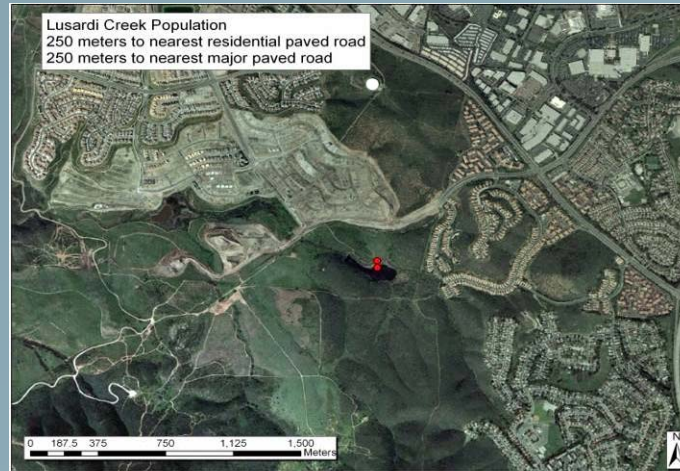 Lusardi Creek Population
250 meters to nearest residential paved road
250 meters to nearest major paved road
0 187.5 375 750 1,125 1,500
Meters
N